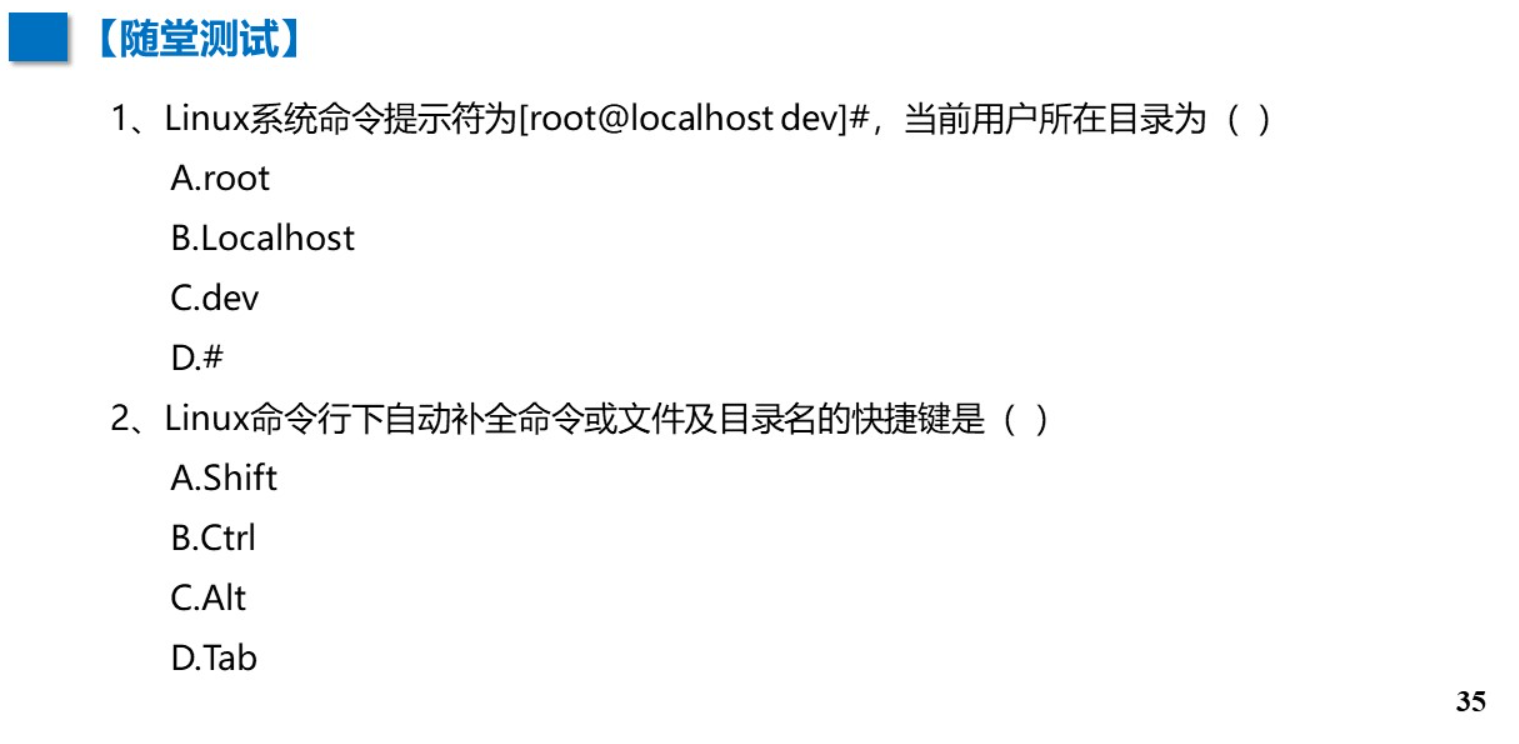 【随堂测试】
1、Linux系统命令提示符为[root@localhost dev]#，当前用户所在目录为（ ）
A.root
B.Localhost
C.dev
D.#
2、Linux命令行下自动补全命令或文件及目录名的快捷键是（ ）
A.Shift
B.Ctrl
C.Alt
D.Tab
35